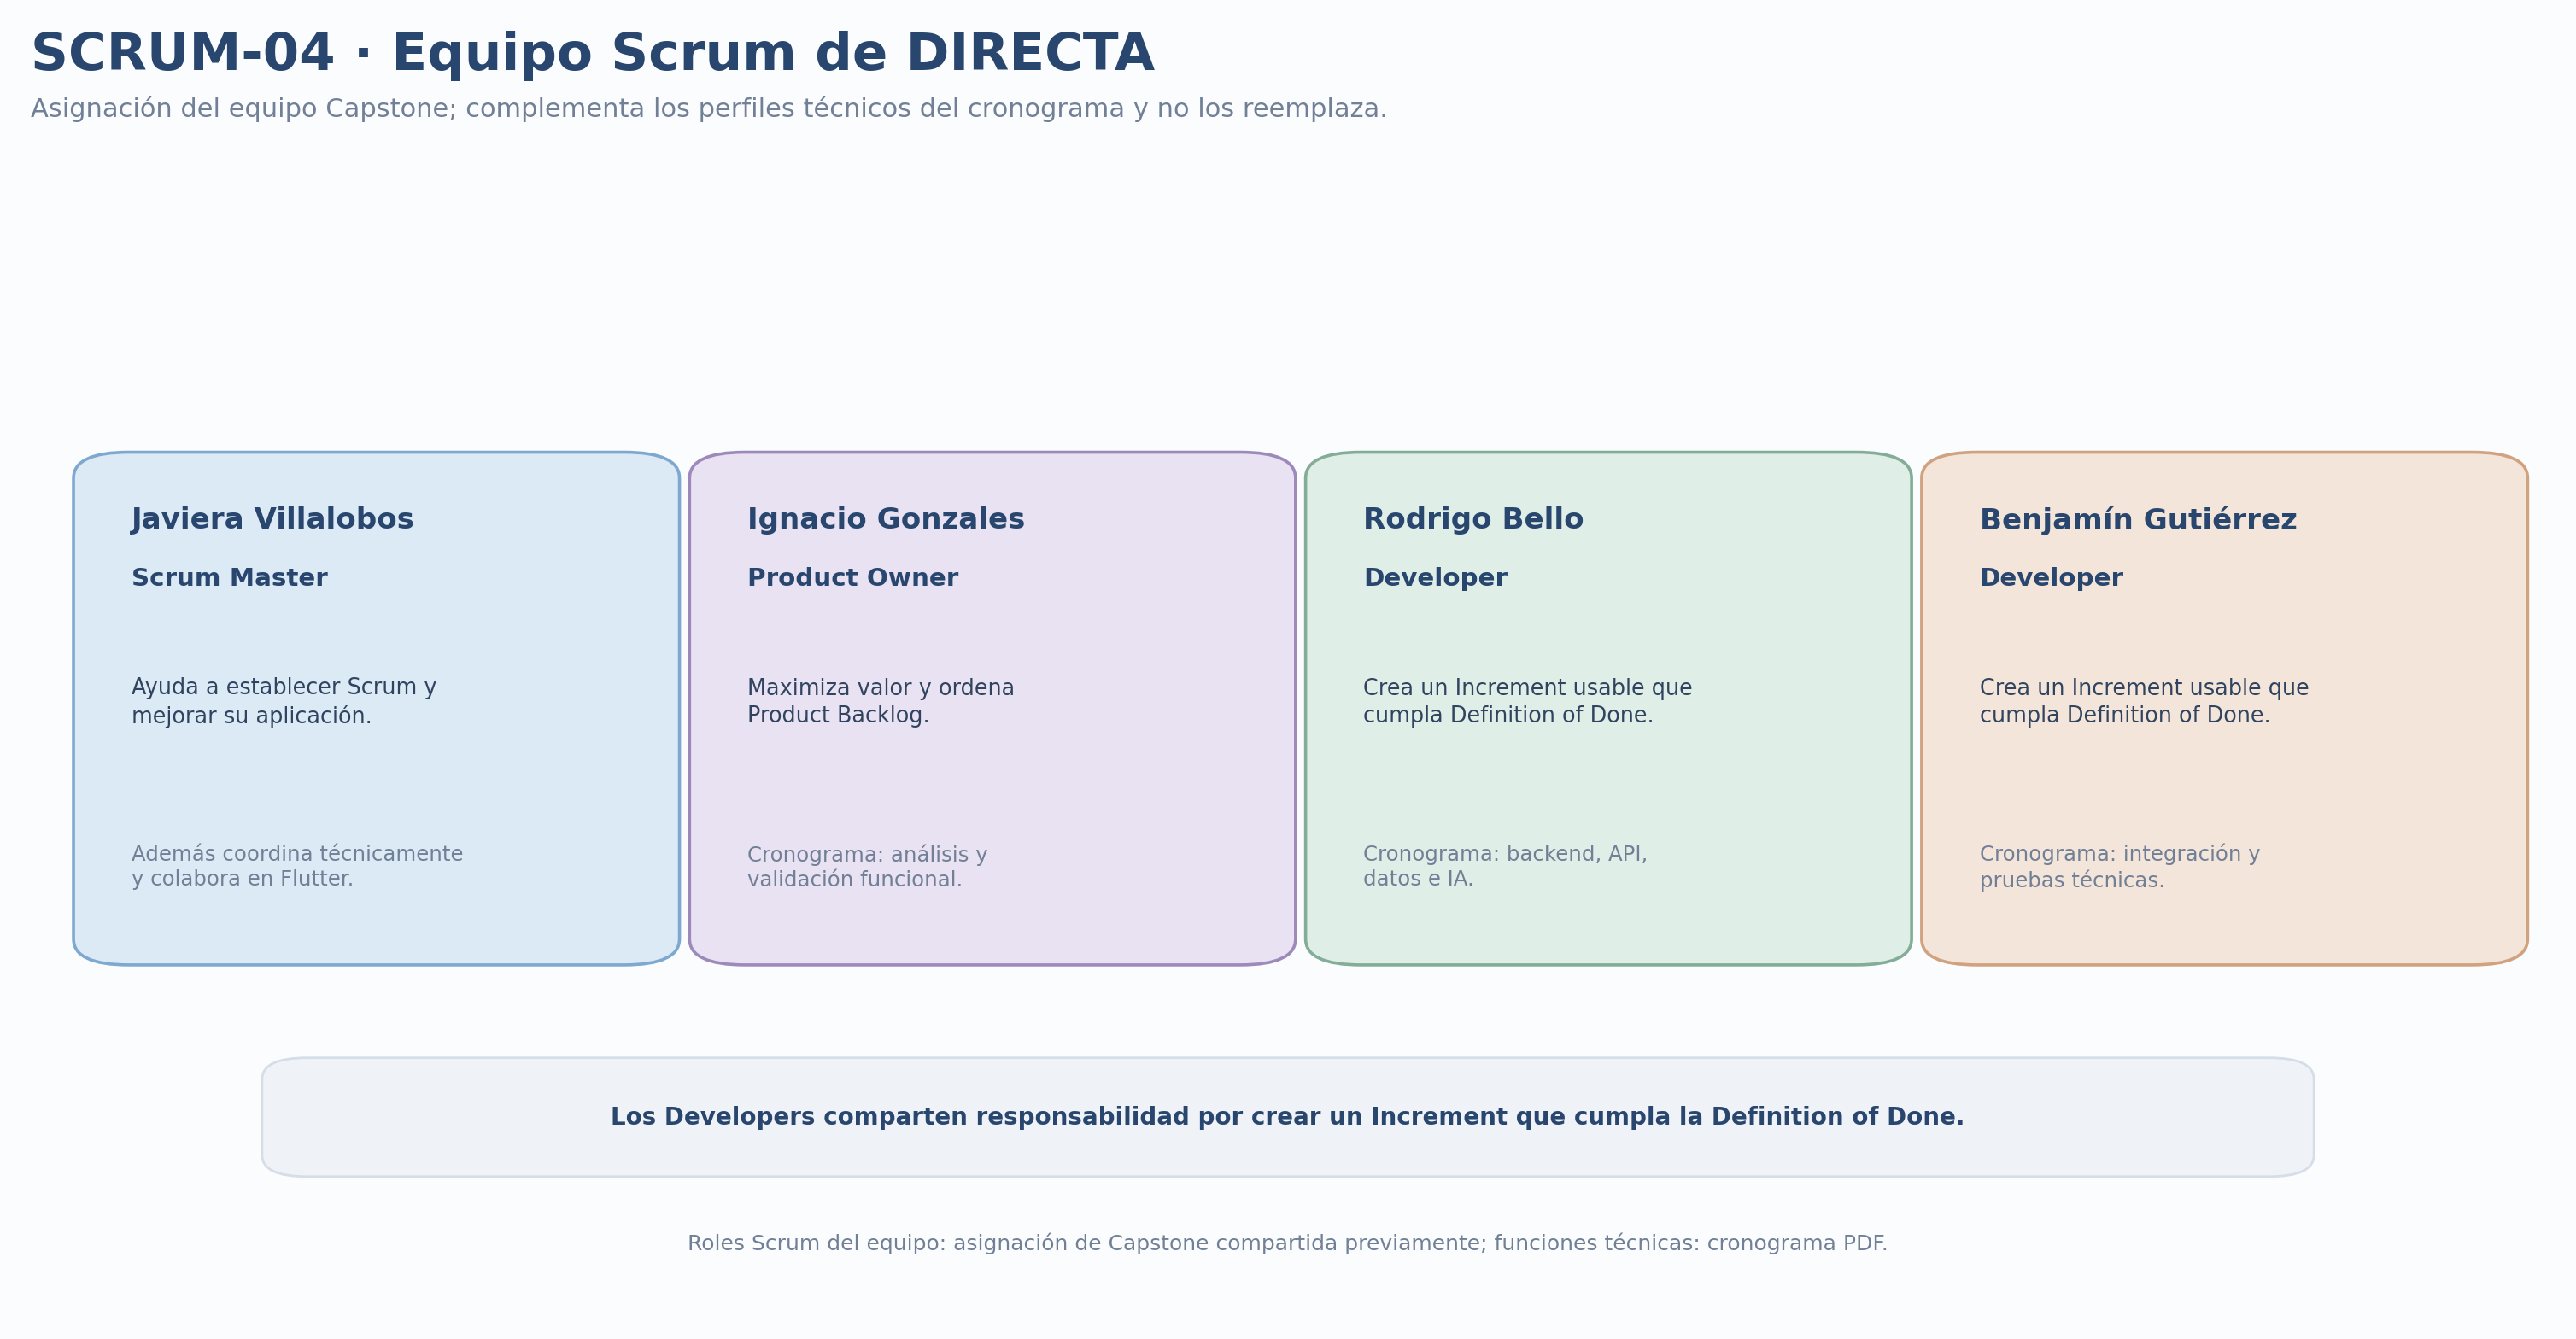 SCRUM-04 · Equipo Scrum de DIRECTA
Asignación del equipo Capstone; complementa los perfiles técnicos del cronograma y no los reemplaza.
Javiera Villalobos
Scrum Master
Ayuda a establecer Scrum y
mejorar su aplicación.
Además coordina técnicamente
y colabora en Flutter.
Ignacio Gonzales
Product Owner
Maximiza valor y ordena
Product Backlog.
Cronograma: análisis y
validación funcional.
Rodrigo Bello
Developer
Crea un Increment usable que
cumpla Definition of Done.
Cronograma: backend, API,
datos e IA.
Benjamín Gutiérrez
Developer
Crea un Increment usable que
cumpla Definition of Done.
Cronograma: integración y
pruebas técnicas.
Los Developers comparten responsabilidad por crear un Increment que cumpla la Definition of Done.
Roles Scrum del equipo: asignación de Capstone compartida previamente; funciones técnicas: cronograma PDF.